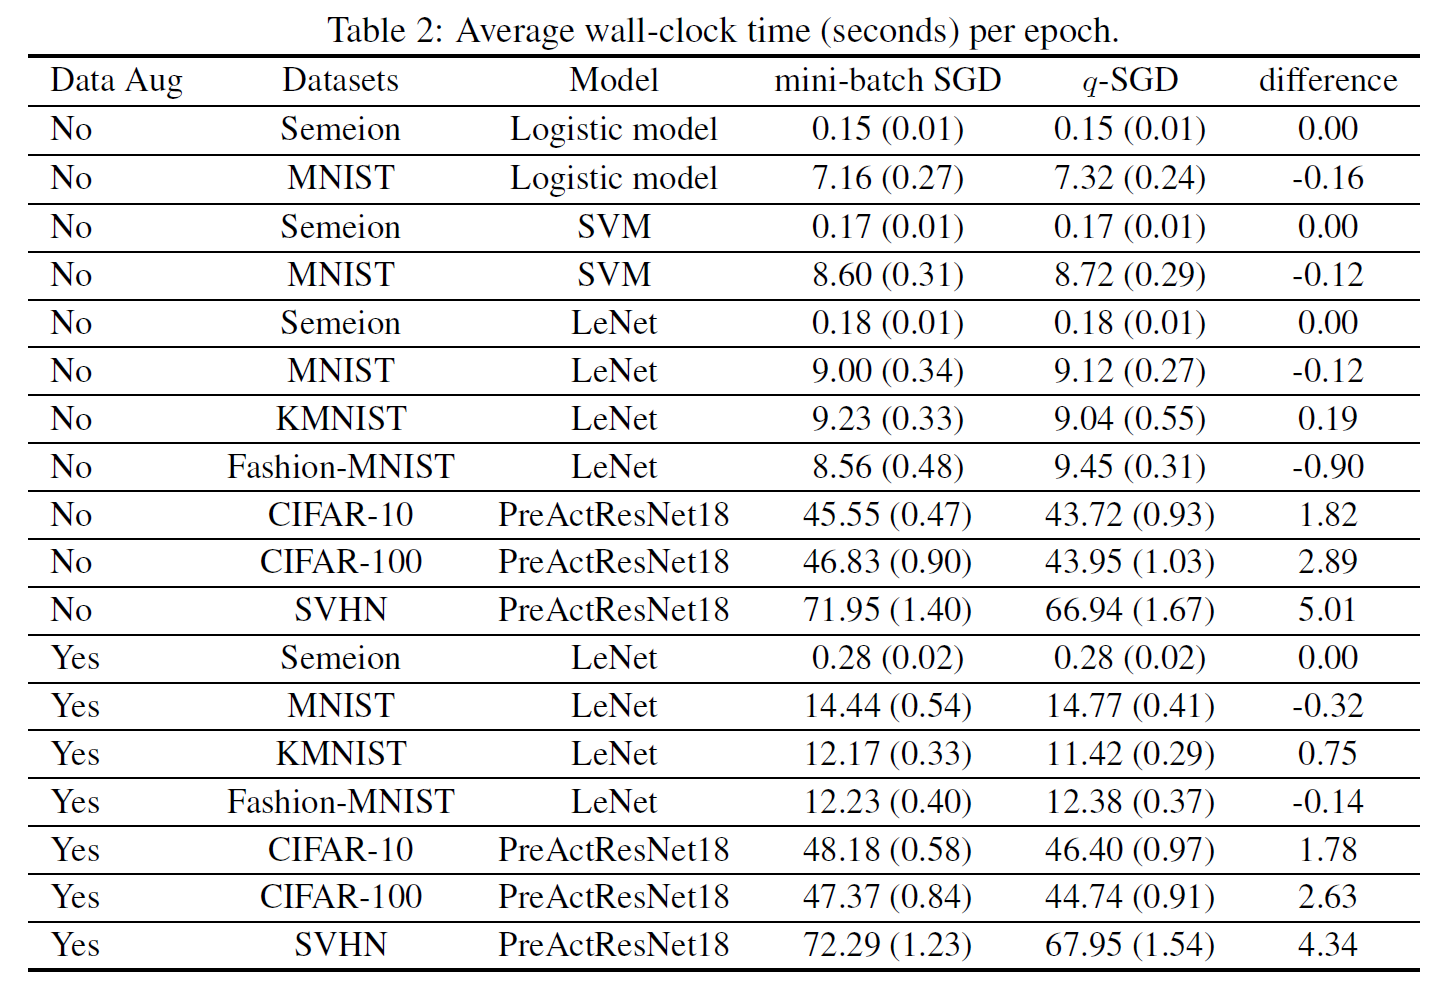 Table 2: Average wall-clock time (seconds) per epoch.
Data Aug Datasets Model mini-batch SGD q-SGD difference
No Semeion Logistic model 0.15 (0.01) 0.15 (0.01) 0.00
No MNIST Logistic model 7.16 (0.27) 7.32 (0.24) -0.16
No Semeion SVM 0.17 (0.01) 0.17 (0.01) 0.00
No MNIST SVM 8.60 (0.31) 8.72 (0.29) -0.12
No Semeion LeNet 0.18 (0.01) 0.18 (0.01) 0.00
No MNIST LeNet 9.00 (0.34) 9.12 (0.27) -0.12
No KMNIST LeNet 9.23 (0.33) 9.04 (0.55) 0.19
No Fashion-MNIST LeNet 8.56 (0.48) 9.45 (0.31) -0.90
No CIFAR-10 PreActResNet18 45.55 (0.47) 43.72 (0.93) 1.82
No CIFAR-100 PreActResNet18 46.83 (0.90) 43.95 (1.03) 2.89
No SVHN PreActResNet18 71.95 (1.40) 66.94 (1.67) 5.01
Yes Semeion LeNet 0.28 (0.02) 0.28 (0.02) 0.00
Yes MNIST LeNet 14.44 (0.54) 14.77 (0.41) -0.32
Yes KMNIST LeNet 12.17 (0.33) 11.42 (0.29) 0.75
Yes Fashion-MNIST LeNet 12.23 (0.40) 12.38 (0.37) -0.14
Yes CIFAR-10 PreActResNet18 48.18 (0.58) 46.40 (0.97) 1.78
Yes CIFAR-100 PreActResNet18 47.37 (0.84) 44.74 (0.91) 2.63
Yes SVHN PreActResNet18 72.29 (1.23) 67.95 (1.54) 4.34